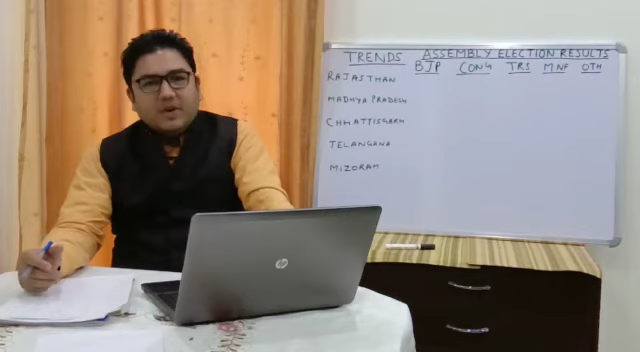 TRENDS ASSEMBLY ELECTION RESULTS
BJP CONG TRS MNF OTH
RAJASTHAN
MADHYA PRADESH
CHHATTISGARH
TELANGANA
MIZORAM
hp